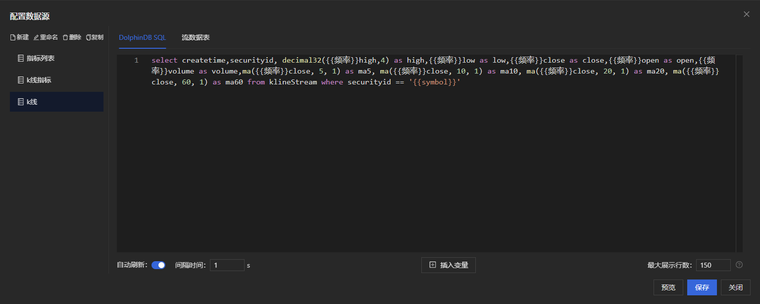 配置数据源
新建 重命名 删除 复制
指标列表
k线指标
k线
DolphinDB SQL 流数据表
1 select createtime,securityid, decimal32({{频率}}high,4) as high,{{频率}}low as low,{{频率}}close as close,{{频率}}open as open,{{频
率}}volume as volume,ma({{频率}}close, 5, 1) as ma5, ma({{频率}}close, 10, 1) as ma10, ma({{频率}}close, 20, 1) as ma20, ma({{频率}}
close, 60, 1) as ma60 from klineStream where securityid == '{{symbol}}'
自动刷新: 间隔时间: 1 s 插入变量 最大展示行数: 150
预览 保存 关闭